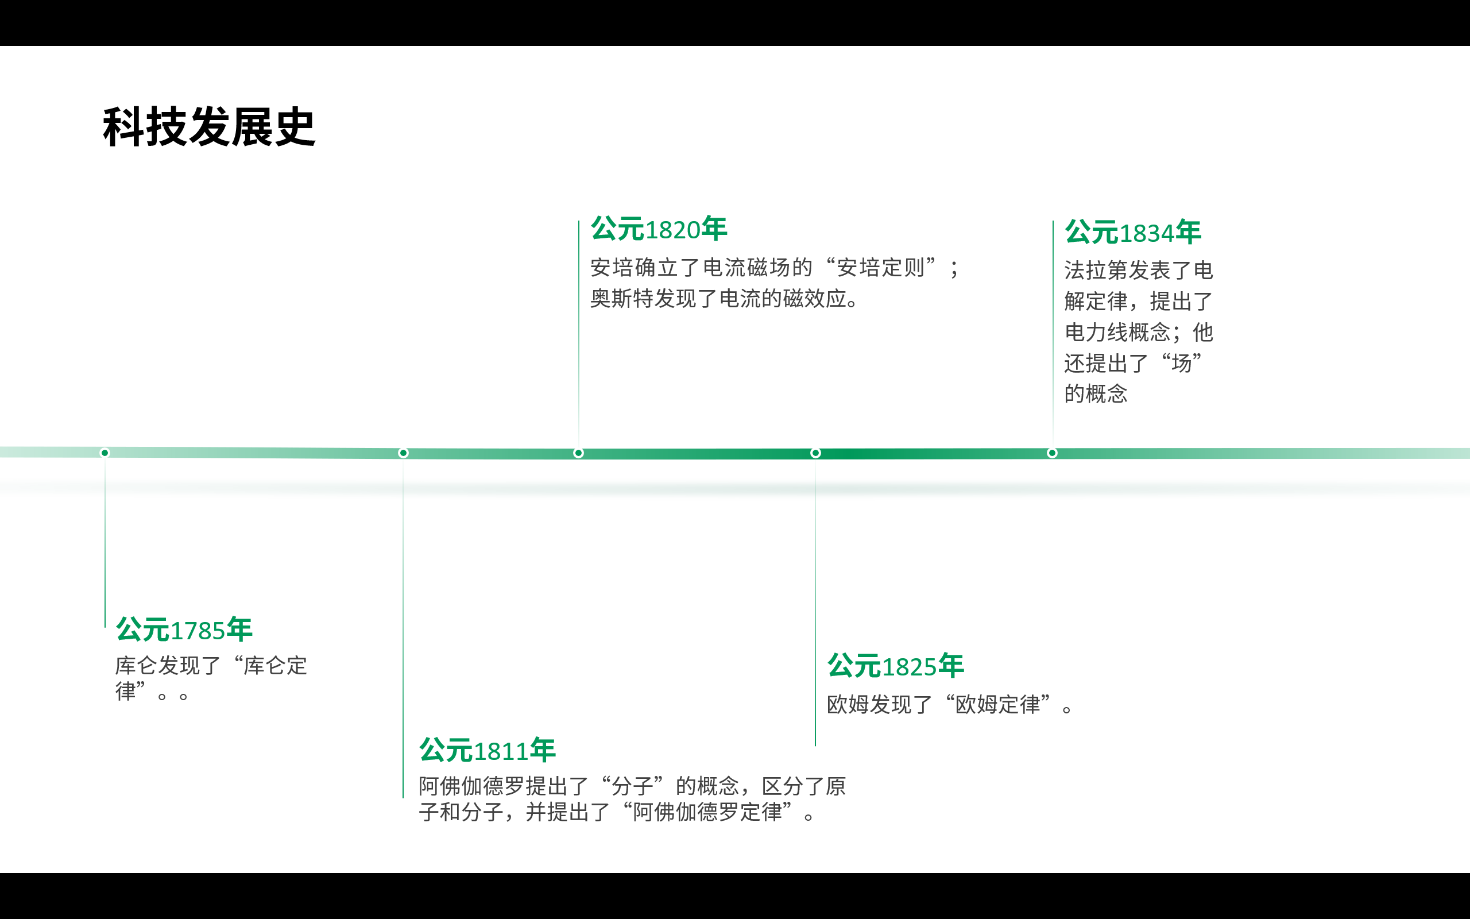 科技发展史
公元1820年
安培确立了电流磁场的“安培定则”；
奥斯特发现了电流的磁效应。
公元1834年
法拉第发表了电
解定律，提出了
电力线概念；他
还提出了“场”
的概念
公元1785年
库仑发现了“库仑定
律”。。
公元1811年
阿佛伽德罗提出了“分子”的概念，区分了原
子和分子，并提出了“阿佛伽德罗定律”。
公元1825年
欧姆发现了“欧姆定律”。